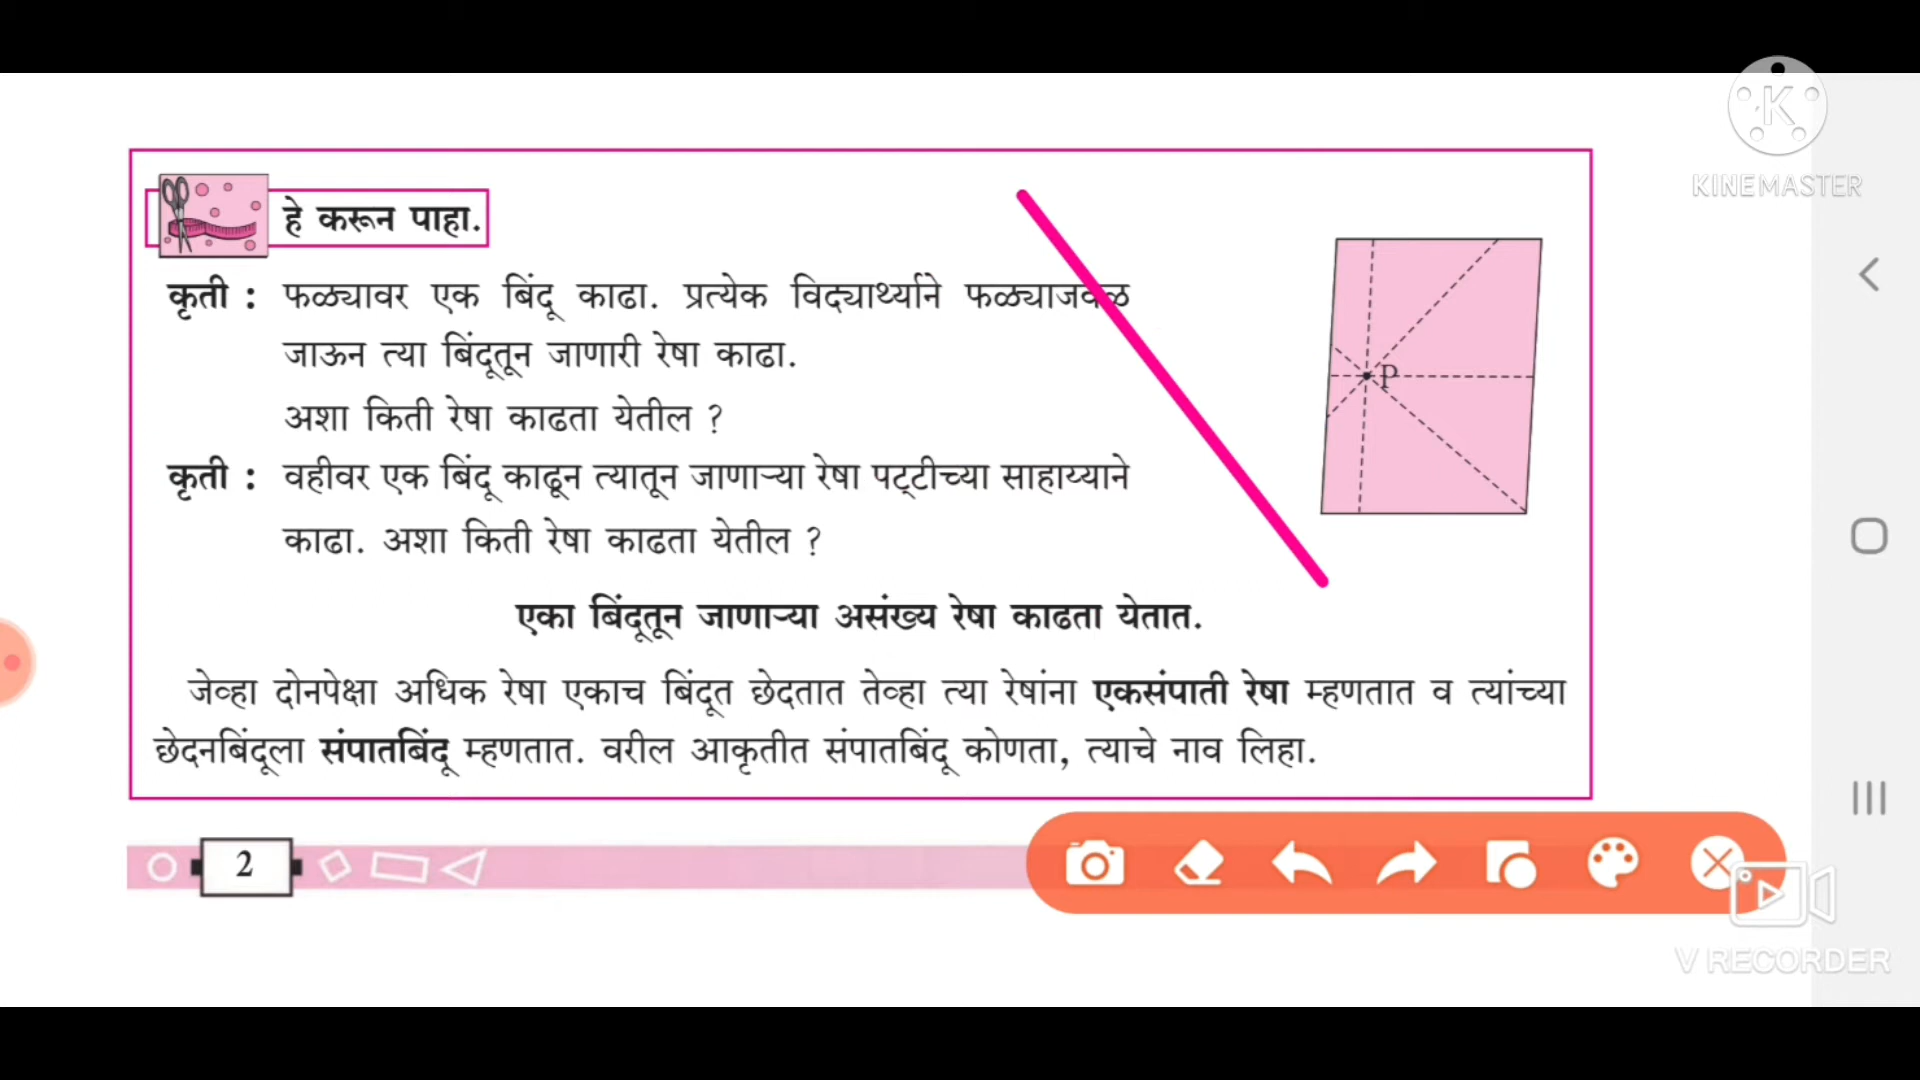 KINEMASTER
हे करून पाहा.
कृती : फळ्यावर एक बिंदू काढा. प्रत्येक विद्यार्थ्याने फळ्याजवळ
जाऊन त्या बिंदूतून जाणारी रेषा काढा.
अशा किती रेषा काढता येतील ?
P
कृती : वहीवर एक बिंदू काढून त्यातून जाणाऱ्या रेषा पट्टीच्या साहाय्याने
काढा. अशा किती रेषा काढता येतील ?
एका बिंदूतून जाणाऱ्या असंख्य रेषा काढता येतात.
जेव्हा दोनपेक्षा अधिक रेषा एकाच बिंदूत छेदतात तेव्हा त्या रेषांना एकसंपाती रेषा म्हणतात व त्यांच्या
छेदनबिंदूला संपातबिंदू म्हणतात. वरील आकृतीत संपातबिंदू कोणता, त्याचे नाव लिहा.
2
V RECORDER